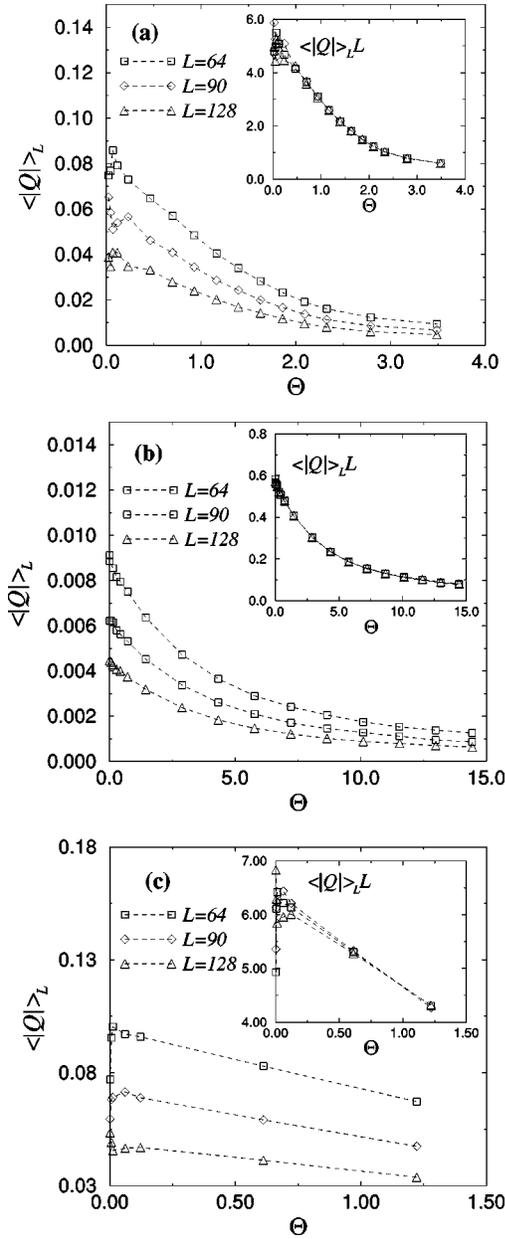 (a)
0.14
0.12
0.10
0.08
0.06
0.04
0.02
0.00
<|Q|>L
L=64
L=90
L=128
0.0 1.0 2.0 3.0 4.0
Θ
6.0
4.0
2.0
0.0
<|Q|>L L
0.0 1.0 2.0 3.0 4.0
Θ
(b)
0.014
0.012
0.010
0.008
0.006
0.004
0.002
0.000
<|Q|>L
L=64
L=90
L=128
0.0 5.0 10.0 15.0
Θ
0.8
0.6
0.4
0.2
0.0
<|Q|>L L
0.0 5.0 10.0 15.0
Θ
(c)
0.18
0.13
0.08
0.03
<|Q|>L
L=64
L=90
L=128
0.00 0.50 1.00 1.50
Θ
7.00
6.00
5.00
4.00
<|Q|>L L
0.00 0.50 1.00 1.50
Θ